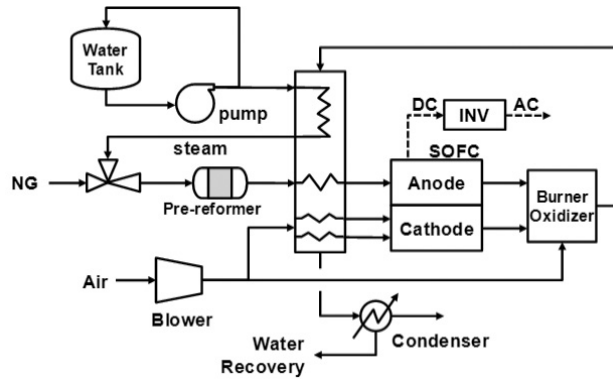 Water
Tank
pump
DC
INV
AC
steam
SOFC
NG
Pre-reformer
Anode
Cathode
Burner
Oxidizer
Air
Blower
Water
Recovery
Condenser